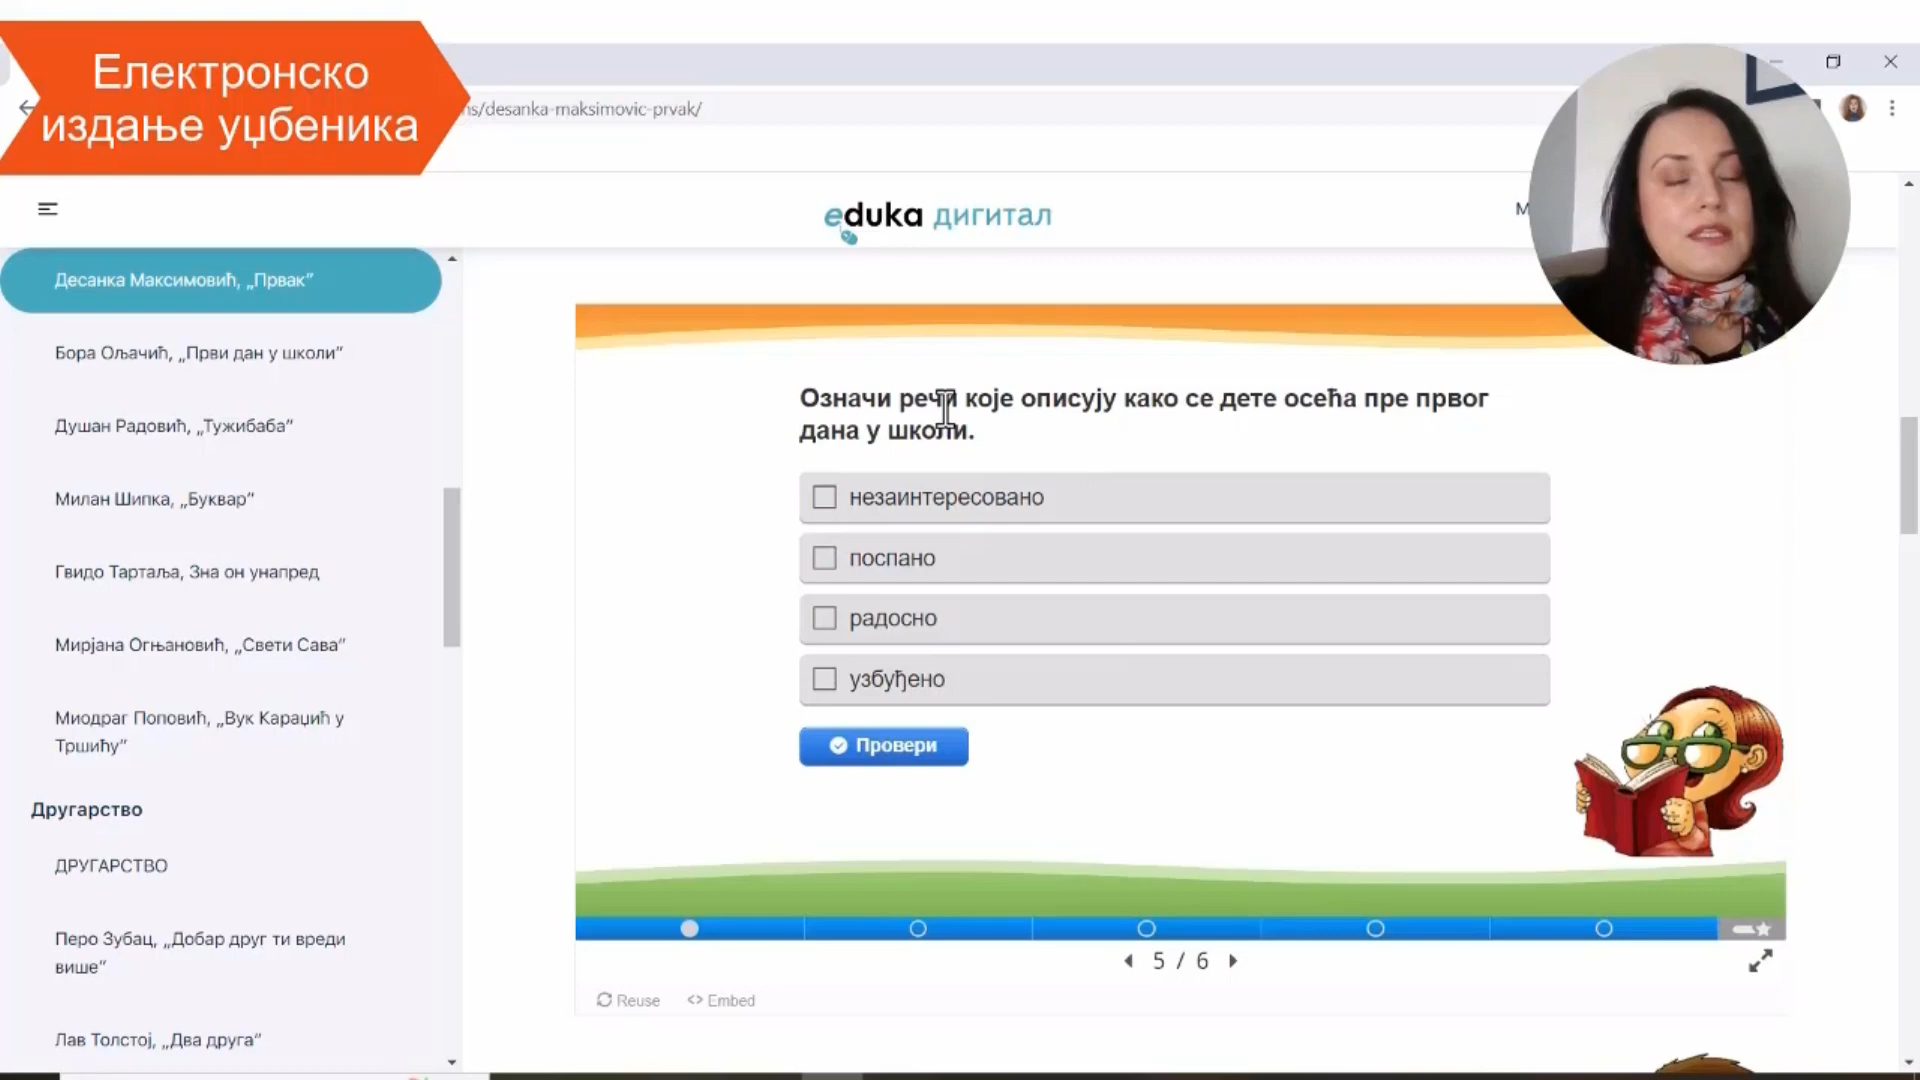 Електронско
издање уџбеника
ns/desanka-maksimovic-prvak/
eduka дигитал
М
Десанка Максимовић, „Првак”
Бора Ољачић, „Први дан у школи”
Душан Радовић, „Тужибаба”
Милан Шипка, „Буквар”
Гвидо Тартаља, Зна он унапред
Мирјана Огњановић, „Свети Сава”
Миодраг Поповић, „Вук Караџић у
Тршићу”
Другарство
ДРУГАРСТВО
Перо Зубац, „Добар друг ти вреди
више”
Лав Толстој, „Два друга”
Означи речи које описују како се дете осећа пре првог
дана у школи.
незаинтересовано
поспано
радосно
узбуђено
Провери
5 / 6
Reuse
Embed